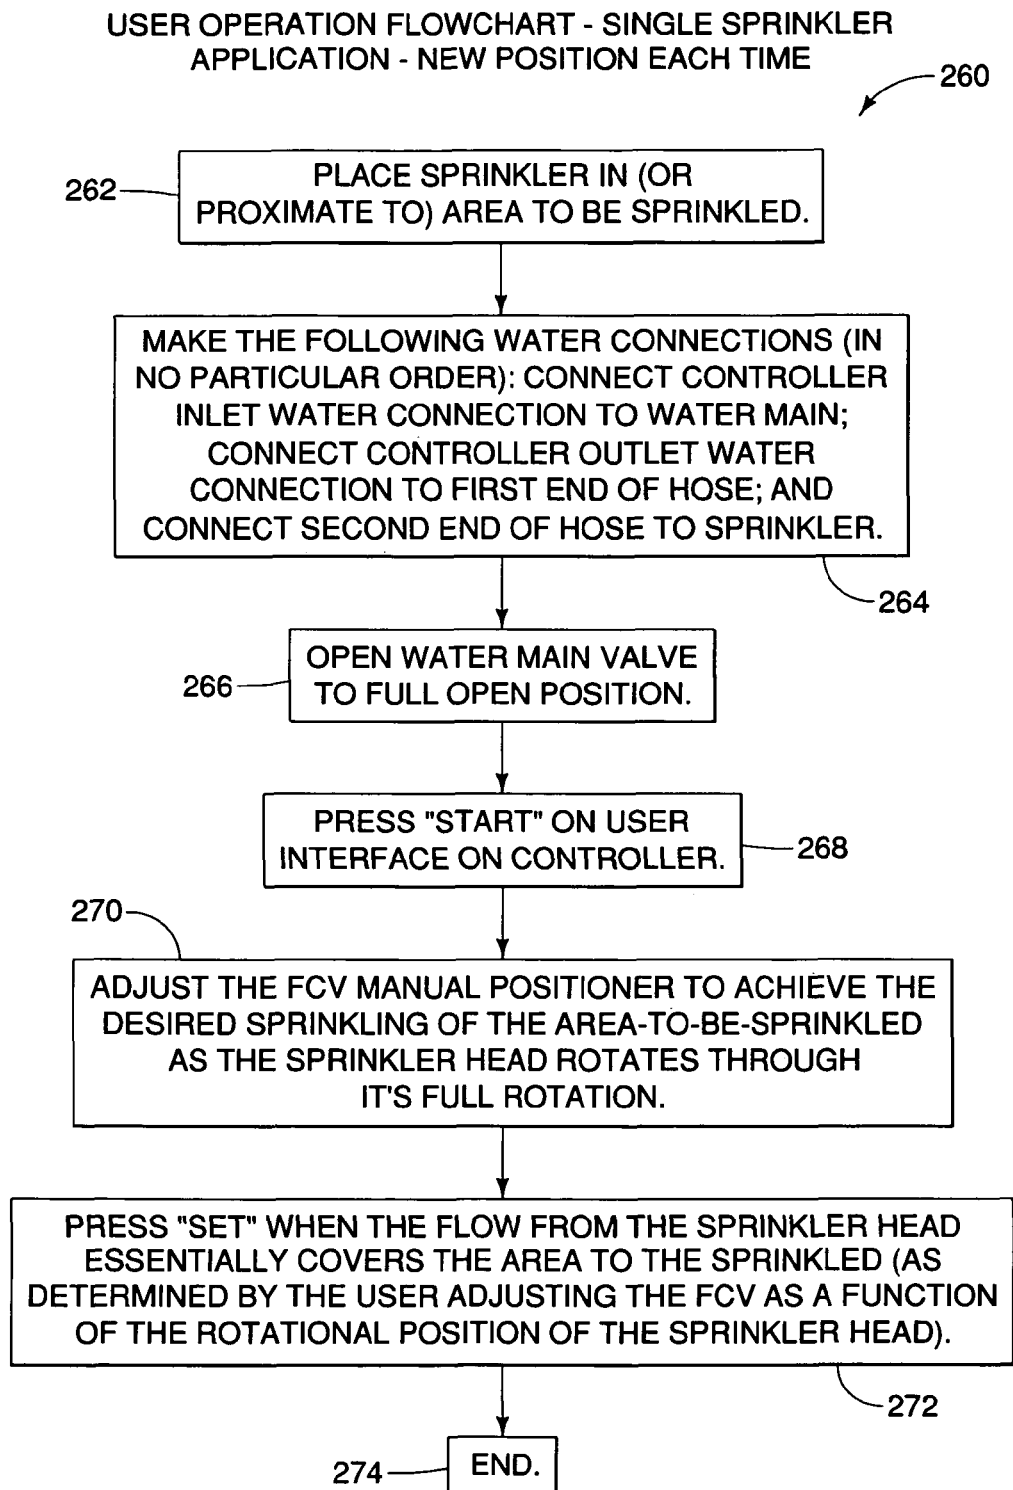 USER OPERATION FLOWCHART - SINGLE SPRINKLER
APPLICATION - NEW POSITION EACH TIME
260
262
PLACE SPRINKLER IN (OR
PROXIMATE TO) AREA TO BE SPRINKLED.
MAKE THE FOLLOWING WATER CONNECTIONS (IN
NO PARTICULAR ORDER): CONNECT CONTROLLER
INLET WATER CONNECTION TO WATER MAIN;
CONNECT CONTROLLER OUTLET WATER
CONNECTION TO FIRST END OF HOSE; AND
CONNECT SECOND END OF HOSE TO SPRINKLER.
264
OPEN WATER MAIN VALVE
TO FULL OPEN POSITION.
266
PRESS "START" ON USER
INTERFACE ON CONTROLLER.
268
270
ADJUST THE FCV MANUAL POSITIONER TO ACHIEVE THE
DESIRED SPRINKLING OF THE AREA-TO-BE-SPRINKLED
AS THE SPRINKLER HEAD ROTATES THROUGH
IT'S FULL ROTATION.
PRESS "SET" WHEN THE FLOW FROM THE SPRINKLER HEAD
ESSENTIALLY COVERS THE AREA TO THE SPRINKLED (AS
DETERMINED BY THE USER ADJUSTING THE FCV AS A FUNCTION
OF THE ROTATIONAL POSITION OF THE SPRINKLER HEAD).
272
274
END.